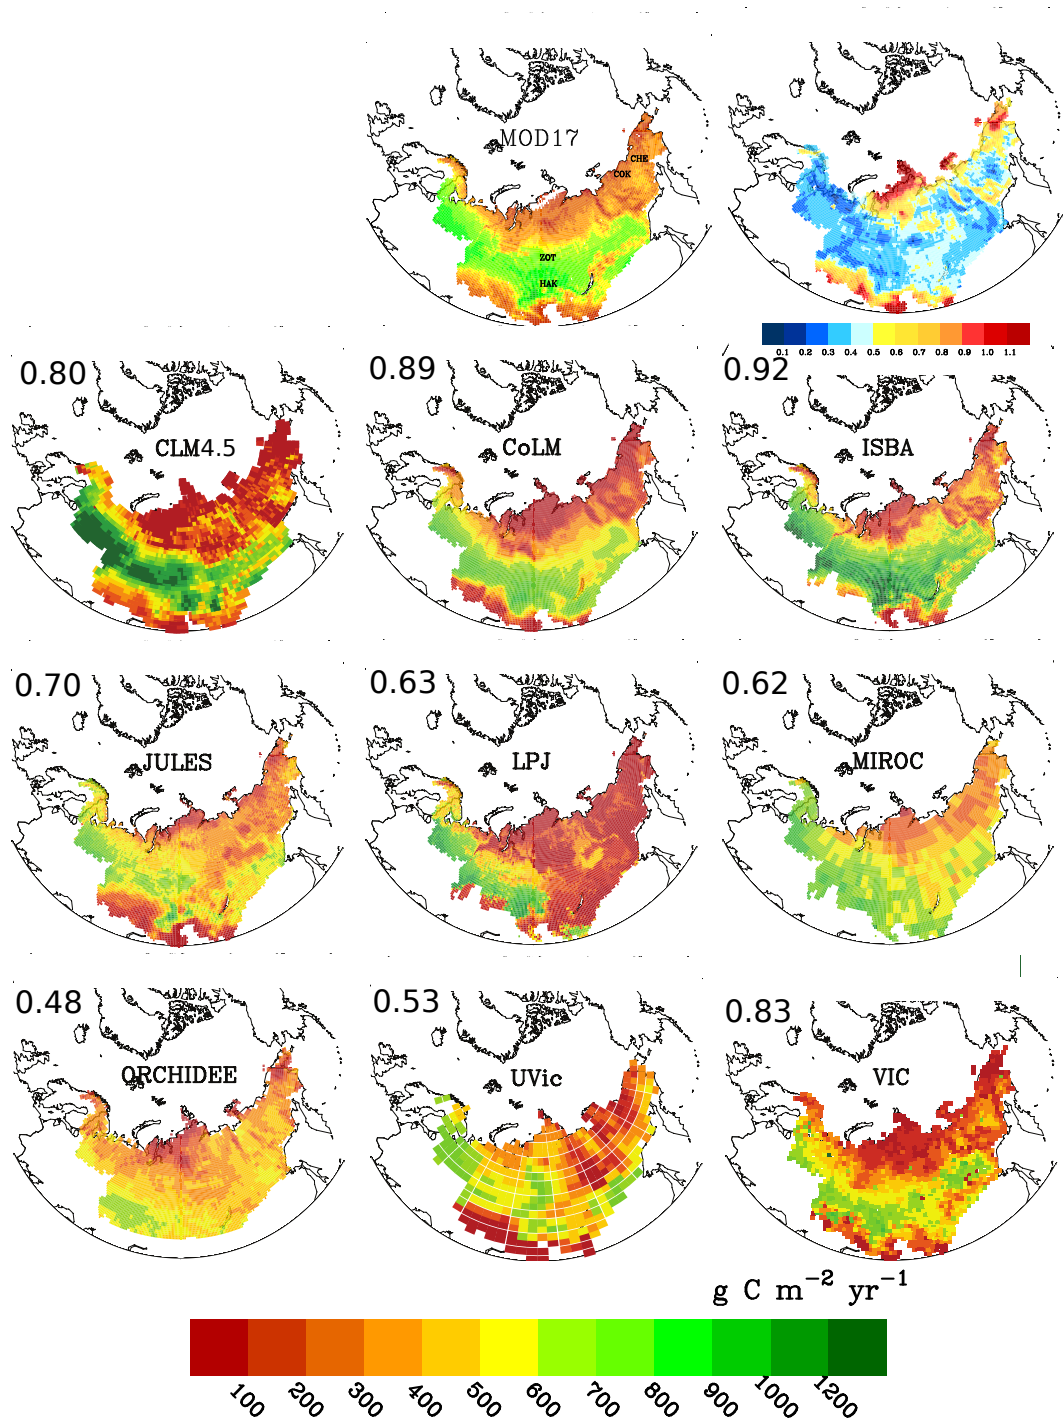 MOD17
CHE
COK
ZOT
HAK
0.1 0.2 0.3 0.4 0.5 0.6 0.7 0.8 0.9 1.0 1.1
0.80
CLM4.5
0.89
CoLM
0.92
ISBA
0.70
JULES
0.63
LPJ
0.62
MIROC
0.48
ORCHIDEE
0.53
UVic
0.83
VIC
g C m⁻² yr⁻¹
100 200 300 400 500 600 700 800 900 1000 1200